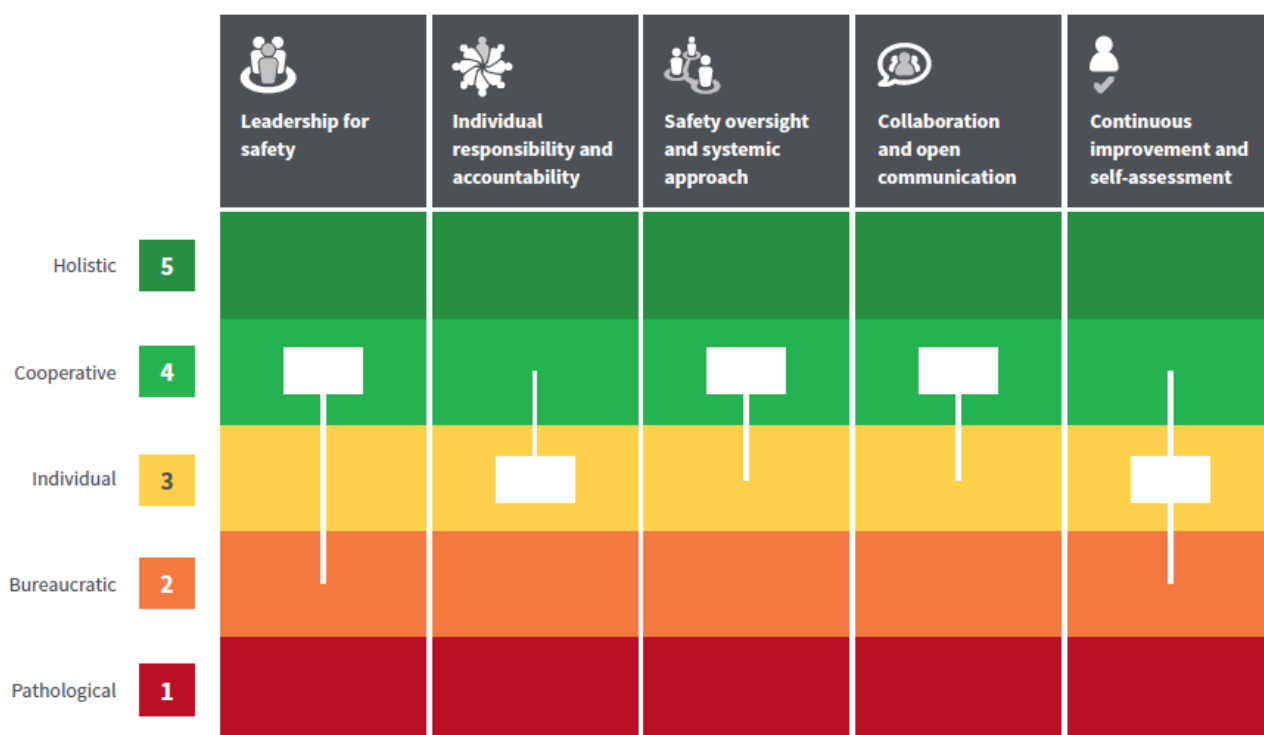 Leadership for
safety
Individual
responsibility and
accountability
Safety oversight
and systemic
approach
Collaboration
and open
communication
Continuous
improvement and
self-assessment
Holistic 5
Cooperative 4
Individual 3
Bureaucratic 2
Pathological 1